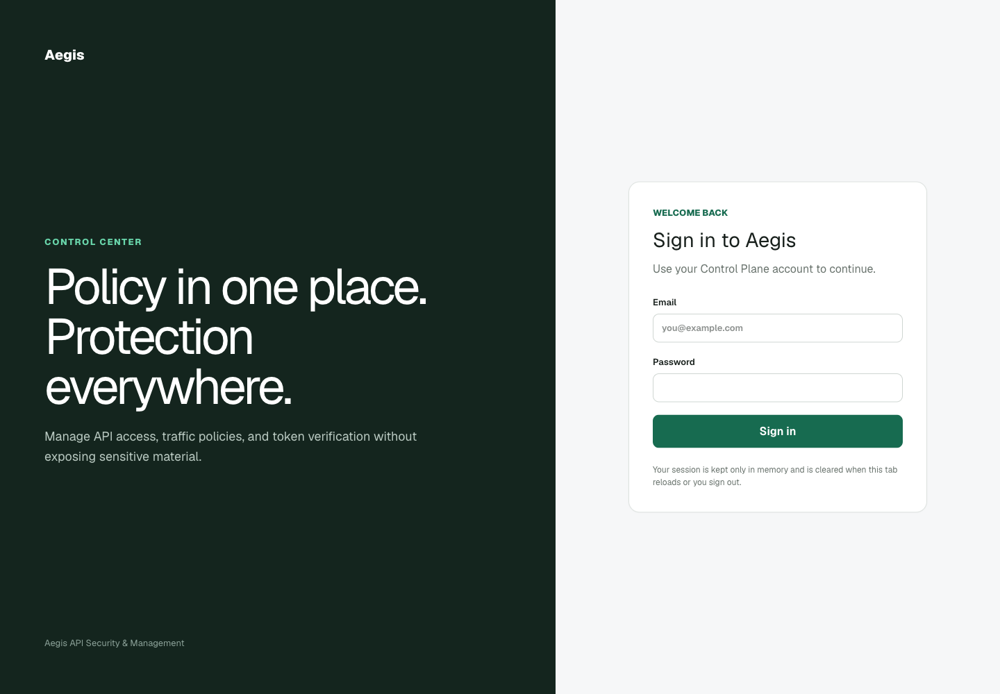 Aegis
CONTROL CENTER
Policy in one place.
Protection
everywhere.
Manage API access, traffic policies, and token verification without
exposing sensitive material.
Aegis API Security & Management
WELCOME BACK
Sign in to Aegis
Use your Control Plane account to continue.
Email
you@example.com
Password
Sign in
Your session is kept only in memory and is cleared when this tab
reloads or you sign out.